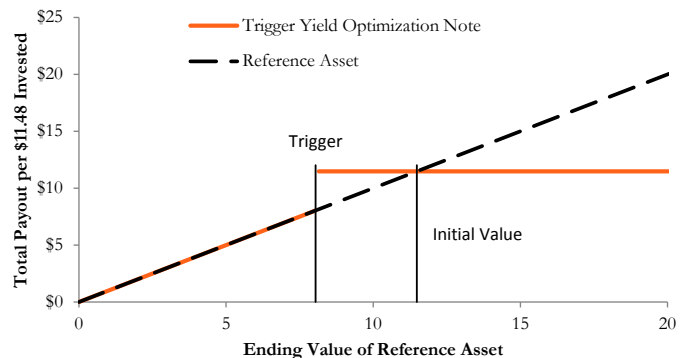 $25
$20
$15
$10
$5
$0
Total Payout per $11.48 Invested
Trigger Yield Optimization Note
Reference Asset
Trigger
Initial Value
0
5
10
15
20
Ending Value of Reference Asset